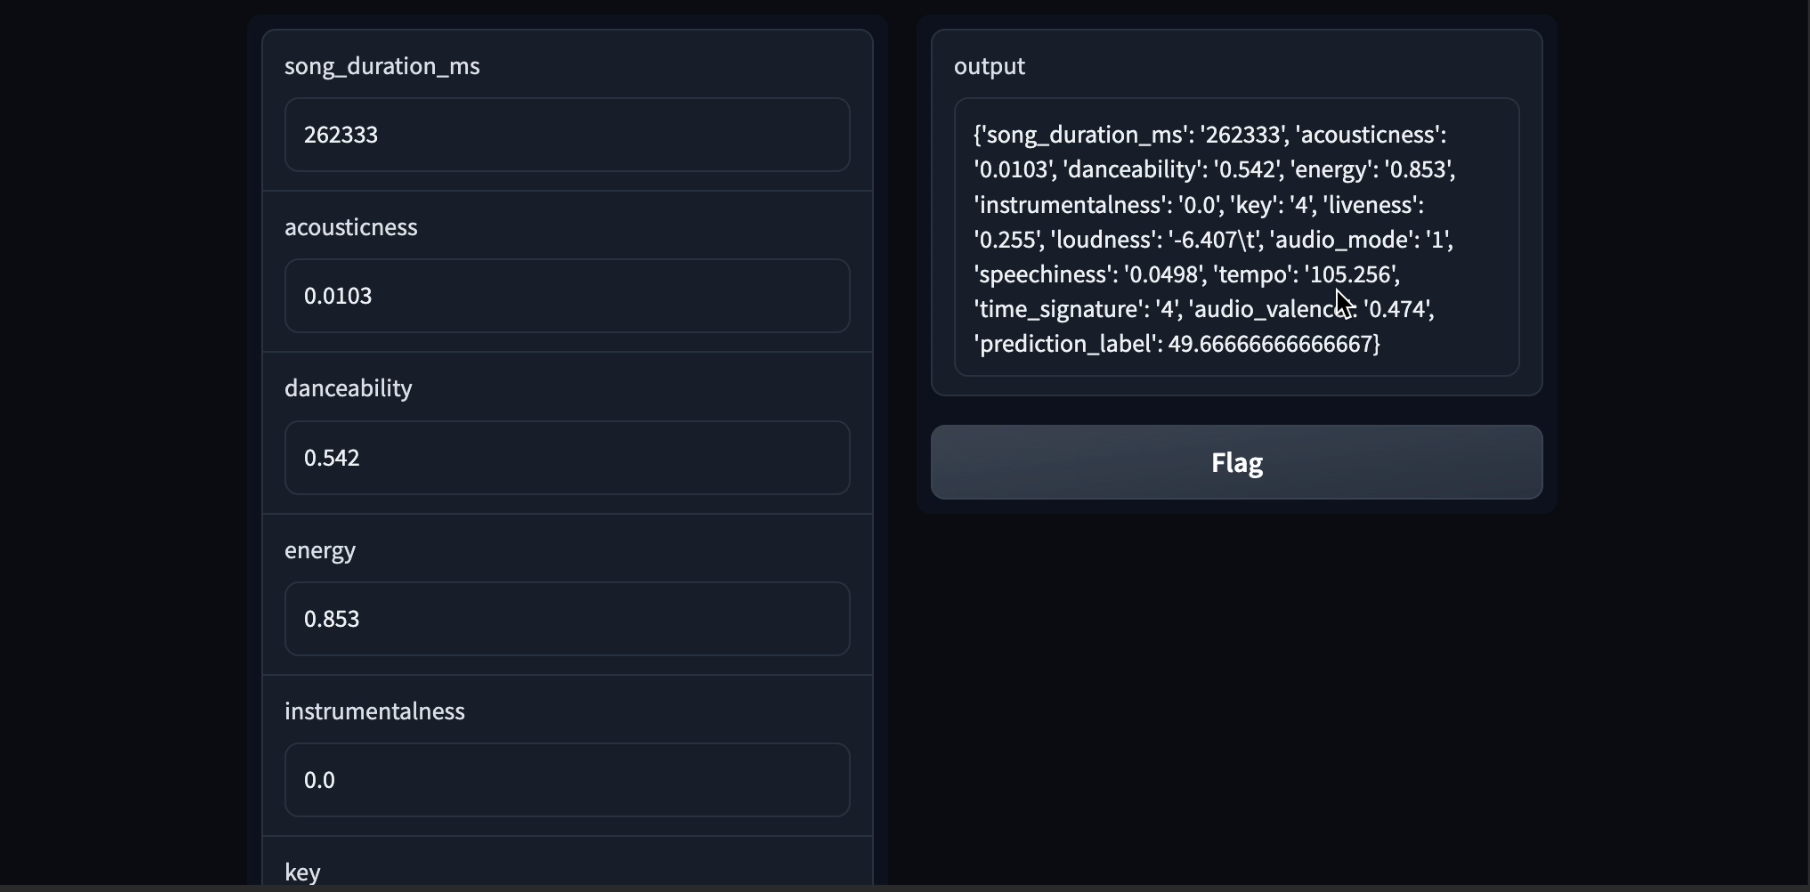 song_duration_ms
262333
acousticness
0.0103
danceability
0.542
energy
0.853
instrumentalness
0.0
key
output
{'song_duration_ms': '262333', 'acousticness':
'0.0103', 'danceability': '0.542', 'energy': '0.853',
'instrumentalness': '0.0', 'key': '4', 'liveness':
'0.255', 'loudness': '-6.407\t', 'audio_mode': '1',
'speechiness': '0.0498', 'tempo': '105.256',
'time_signature': '4', 'audio_valence': '0.474',
'prediction_label': 49.66666666666667}
Flag